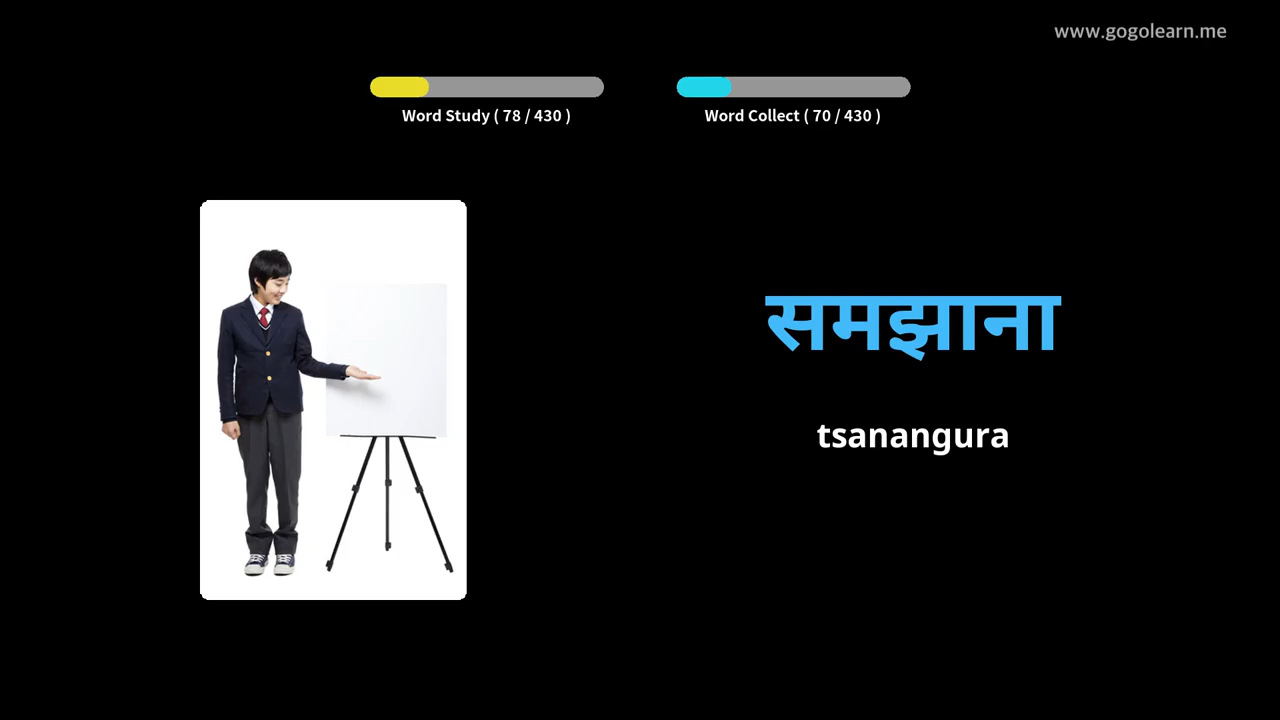 www.gogolearn.me
Word Study ( 78 / 430 )
Word Collect ( 70 / 430 )
समझाना
tsanangura